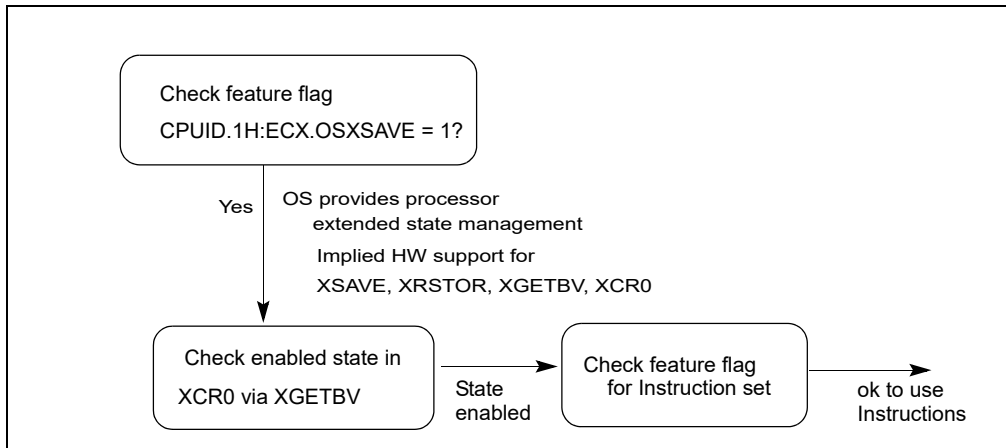 Check feature flag
CPUID.1H:ECX.OSXSAVE = 1?
Yes
OS provides processor
extended state management
Implied HW support for
XSAVE, XRSTOR, XGETBV, XCR0
Check enabled state in
XCR0 via XGETBV
State
enabled
Check feature flag
for Instruction set
ok to use
Instructions